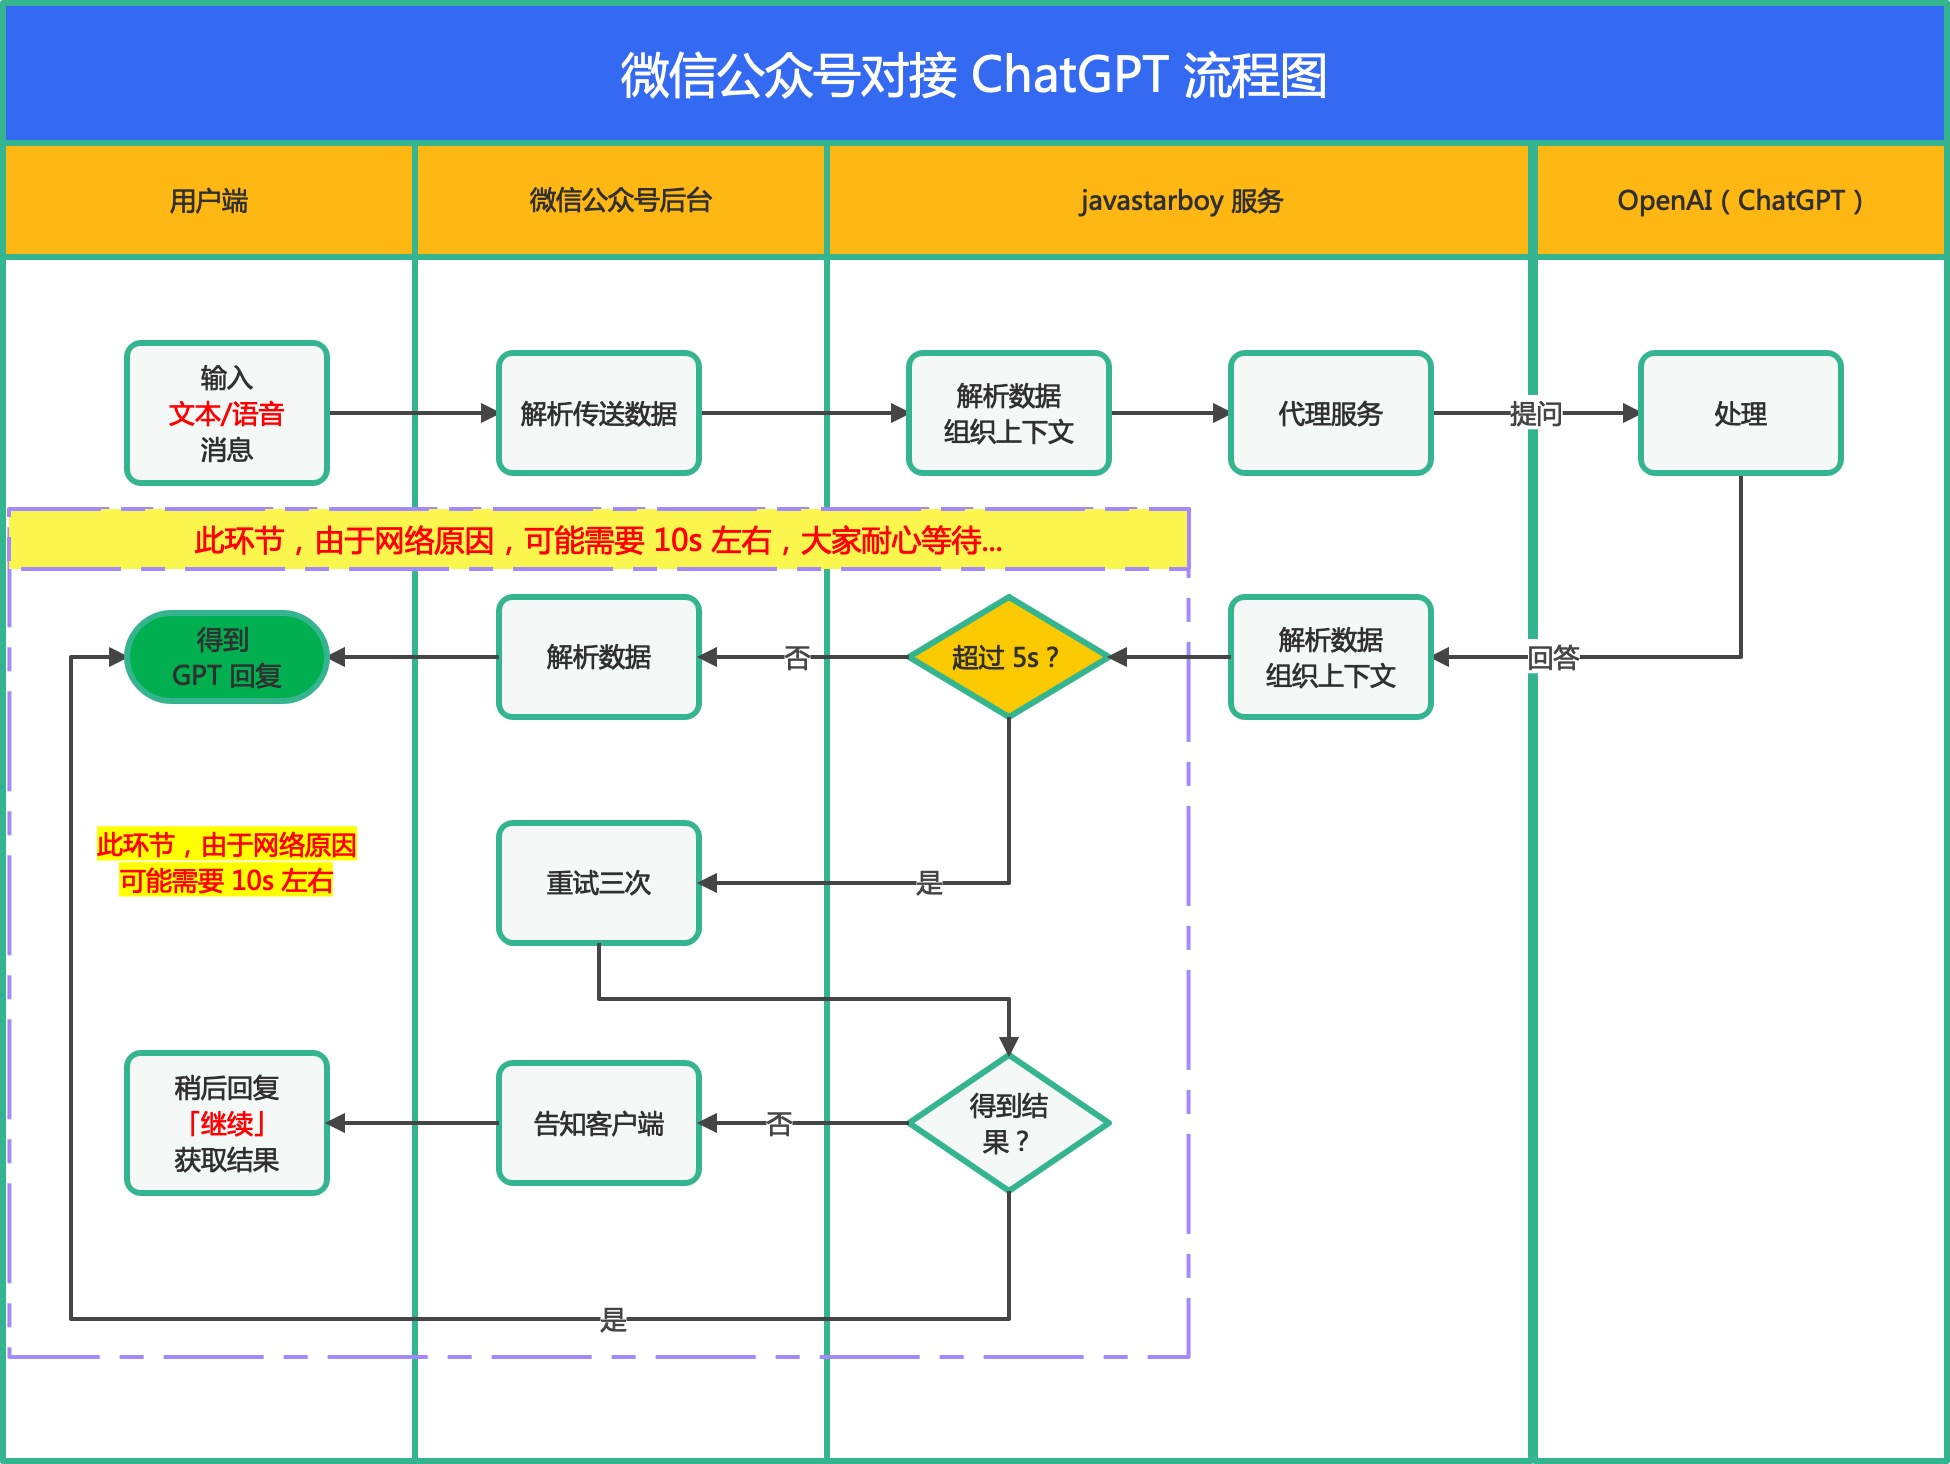 微信公众号对接 ChatGPT 流程图
用户端
微信公众号后台
javastarboy 服务
OpenAI（ChatGPT）
输入
文本/语音
消息
解析传送数据
解析数据
组织上下文
代理服务
提问
处理
此环节，由于网络原因，可能需要 10s 左右，大家耐心等待...
得到
GPT 回复
解析数据
否
超过 5s？
解析数据
组织上下文
回答
此环节，由于网络原因
可能需要 10s 左右
重试三次
是
稍后回复
「继续」
获取结果
告知客户端
否
得到结
果？
是